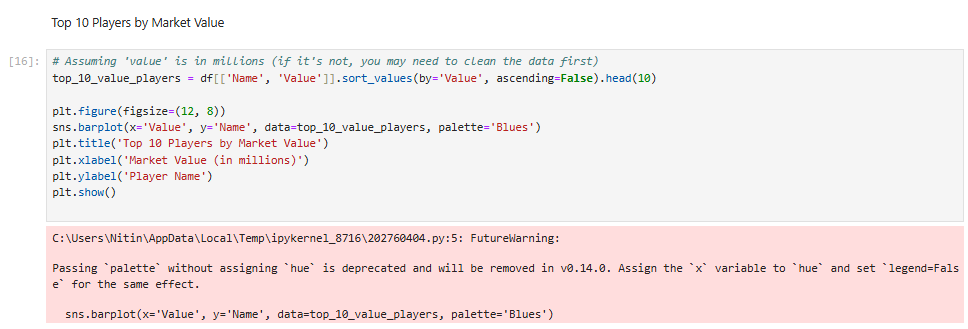 Top 10 Players by Market Value
[16]: # Assuming 'value' is in millions (if it's not, you may need to clean the data first)
top_10_value_players = df[['Name', 'Value']].sort_values(by='Value', ascending=False).head(10)
plt.figure(figsize=(12, 8))
sns.barplot(x='Value', y='Name', data=top_10_value_players, palette='Blues')
plt.title('Top 10 Players by Market Value')
plt.xlabel('Market Value (in millions)')
plt.ylabel('Player Name')
plt.show()
C:\Users\Nitin\AppData\Local\Temp\ipykernel_8716\202760404.py:5: FutureWarning:
Passing `palette` without assigning `hue` is deprecated and will be removed in v0.14.0. Assign the `x` variable to `hue` and set `legend=Fals
e` for the same effect.
sns.barplot(x='Value', y='Name', data=top_10_value_players, palette='Blues')